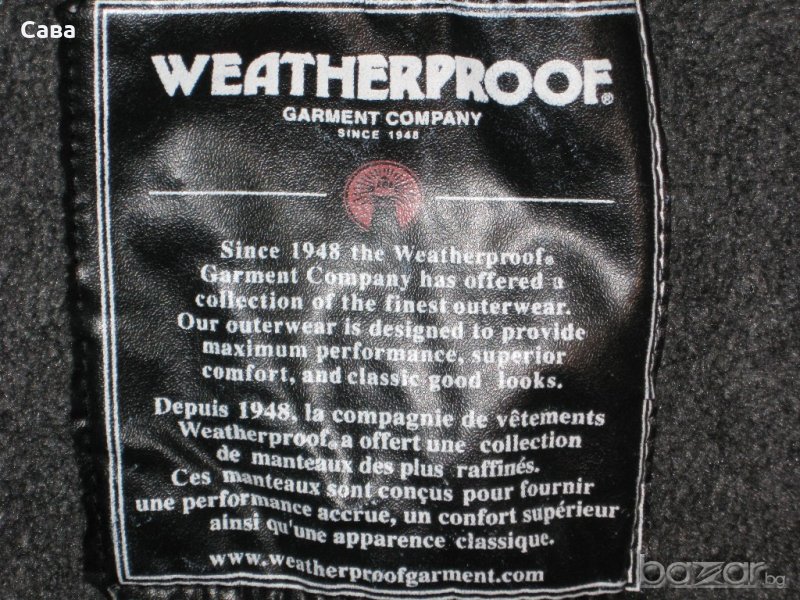 Сава
WEATHERPROOF®
GARMENT COMPANY
SINCE 1948
Since 1948 the Weatherproof®
Garment Company has offered a
collection of the finest outerwear.
Our outerwear is designed to provide
maximum performance, superior
comfort, and classic good looks.
Depuis 1948, la compagnie de vêtements
Weatherproof® a offert une collection
de manteaux des plus raffinés.
Ces manteaux sont conçus pour fournir
une performance accrue, un confort supérieur
ainsi qu'une apparence classique.
www.weatherproofgarment.com
bazar.bg